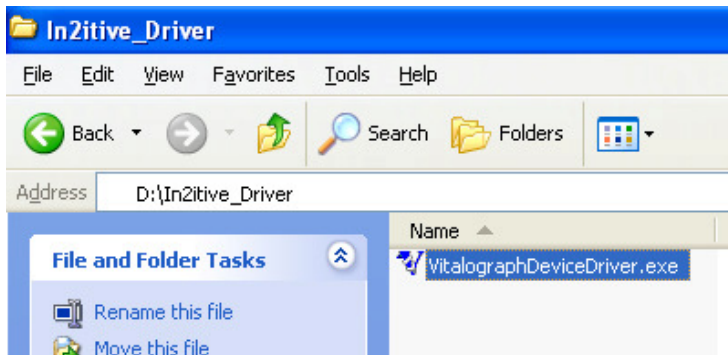 In2itive_Driver
File Edit View Favorites Tools Help
Back Search Folders
Address D:\In2itive_Driver
Name
File and Folder Tasks
VitalographDeviceDriver.exe
Rename this file
Move this file